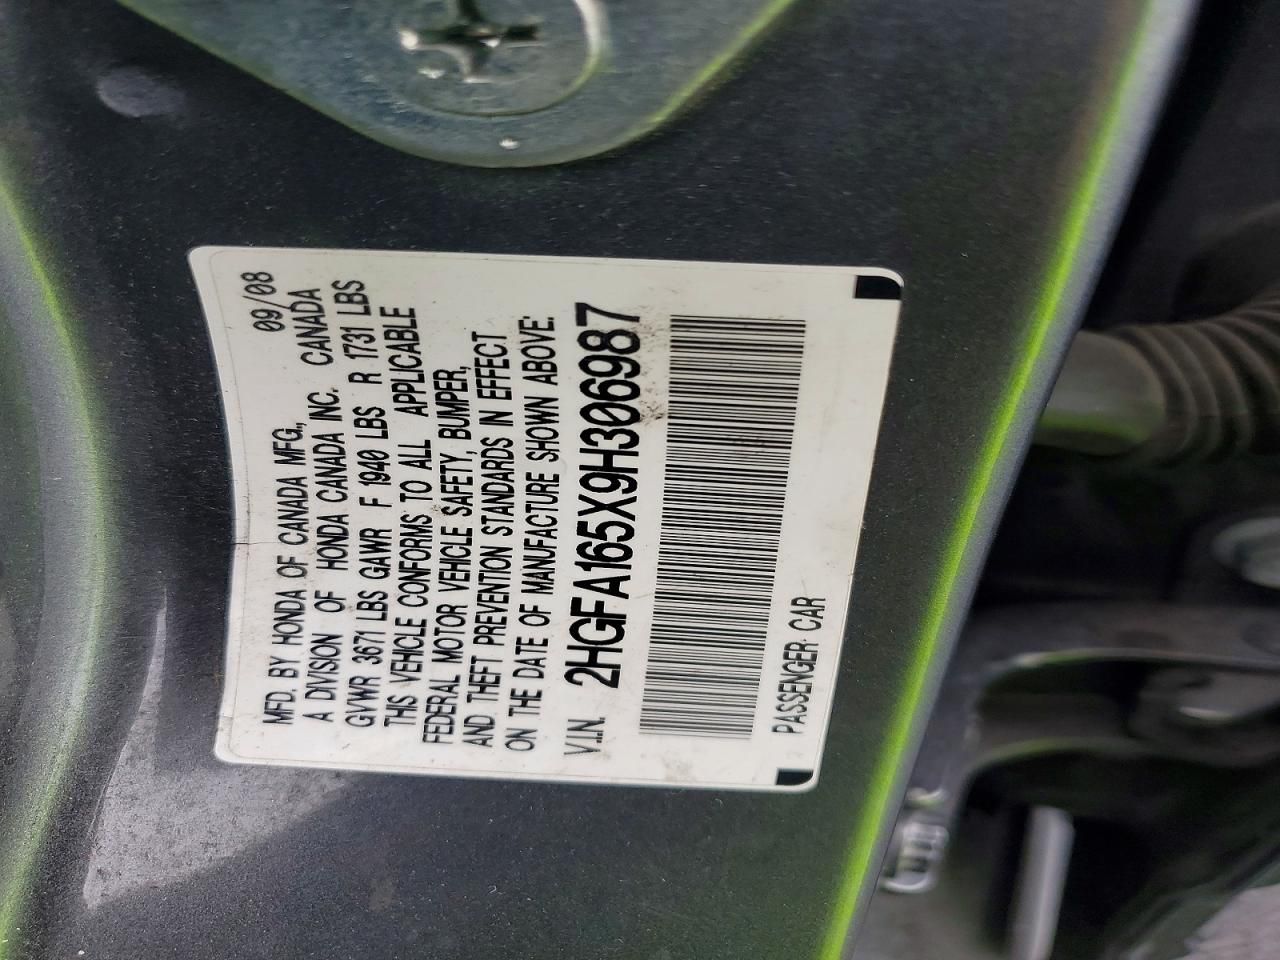 MFD. BY HONDA OF CANADA MFG., 09/08
A DIVISION OF HONDA CANADA INC. CANADA
GVWR 3671 LBS GAWR F 1940 LBS R 1731 LBS
THIS VEHICLE CONFORMS TO ALL APPLICABLE
FEDERAL MOTOR VEHICLE SAFETY, BUMPER,
AND THEFT PREVENTION STANDARDS IN EFFECT
ON THE DATE OF MANUFACTURE SHOWN ABOVE:
V.I.N. 2HGFA165X9H306987
PASSENGER CAR